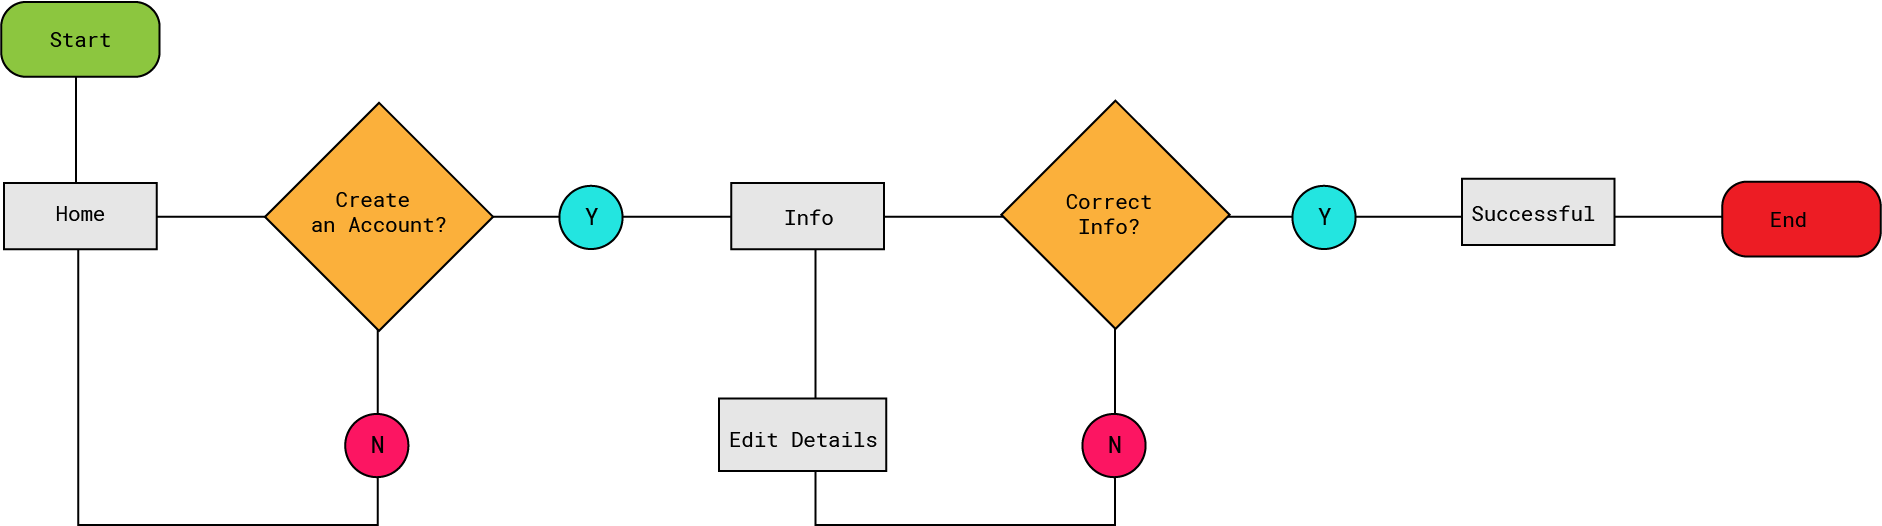 Start
Home
Create
an Account?
Y
Info
Correct
Info?
Y
Successful
End
N
Edit Details
N